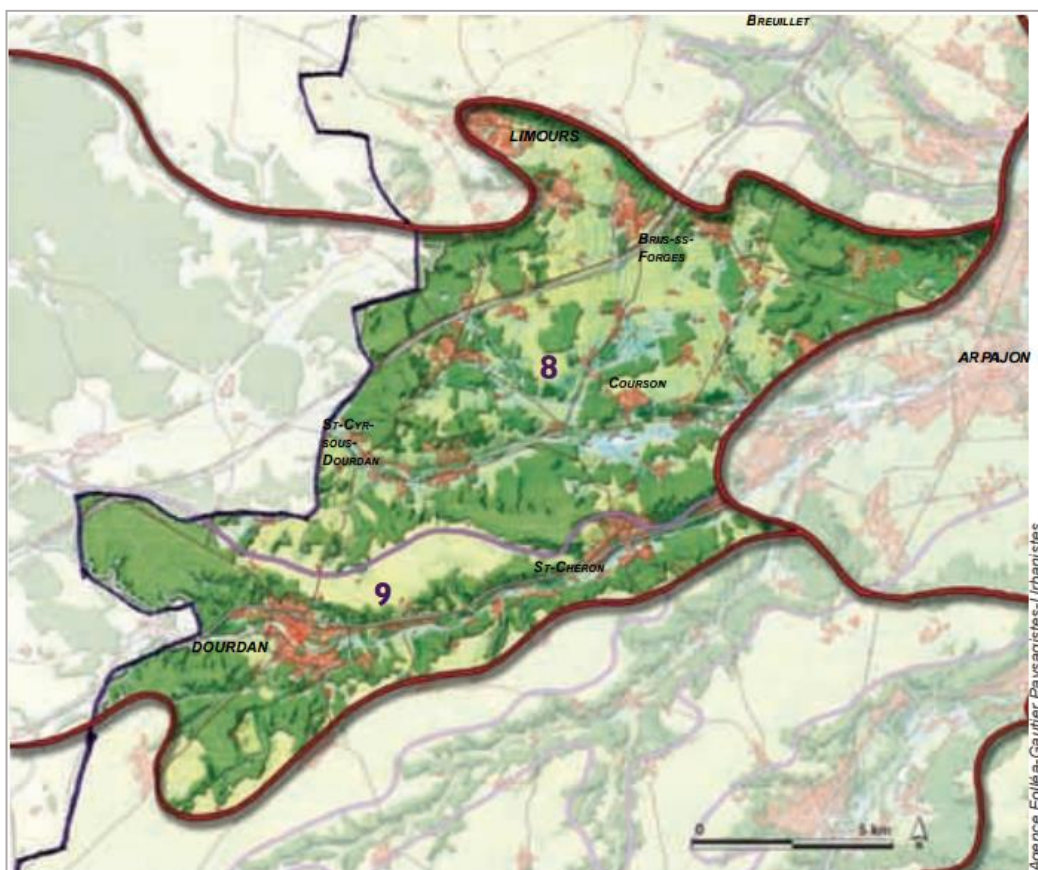 BREUILLET
LIMOURS
BRIIS-SS-
FORGES
ARPAJON
8
COURSON
ST-CYR-
SOUS-
DOURDAN
ST-CHÉRON
9
DOURDAN
0 5 km
N
Agence Folléa-Gautier Paysagistes-Urbanistes